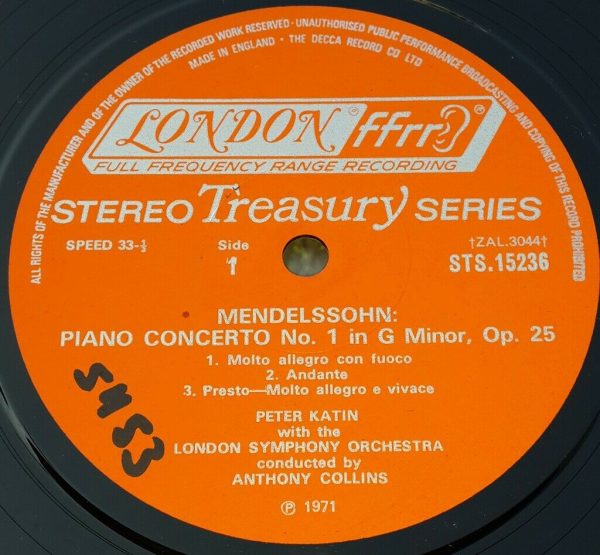 ALL RIGHTS OF THE MANUFACTURER AND OF THE OWNER OF THE RECORDED WORK RESERVED · UNAUTHORISED PUBLIC PERFORMANCE BROADCASTING AND COPYING OF THIS RECORD PROHIBITED
MADE IN ENGLAND · THE DECCA RECORD CO LTD
LONDON® ffrr®
FULL FREQUENCY RANGE RECORDING
STEREO Treasury SERIES
SPEED 33-⅓ Side †ZAL.3044†
1 STS.15236
MENDELSSOHN:
PIANO CONCERTO No. 1 in G Minor, Op. 25
1. Molto allegro con fuoco
2. Andante
3. Presto—Molto allegro e vivace
5453
PETER KATIN
with the
LONDON SYMPHONY ORCHESTRA
conducted by
ANTHONY COLLINS
℗ 1971